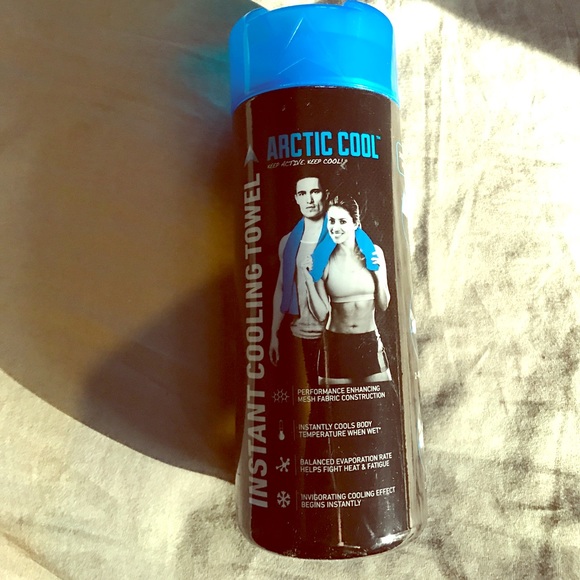 ARCTIC COOL™
KEEP ACTIVE. KEEP COOL!
INSTANT COOLING TOWEL
PERFORMANCE ENHANCING
MESH FABRIC CONSTRUCTION
INSTANTLY COOLS BODY
TEMPERATURE WHEN WET*
BALANCED EVAPORATION RATE
HELPS FIGHT HEAT & FATIGUE
INVIGORATING COOLING EFFECT
BEGINS INSTANTLY